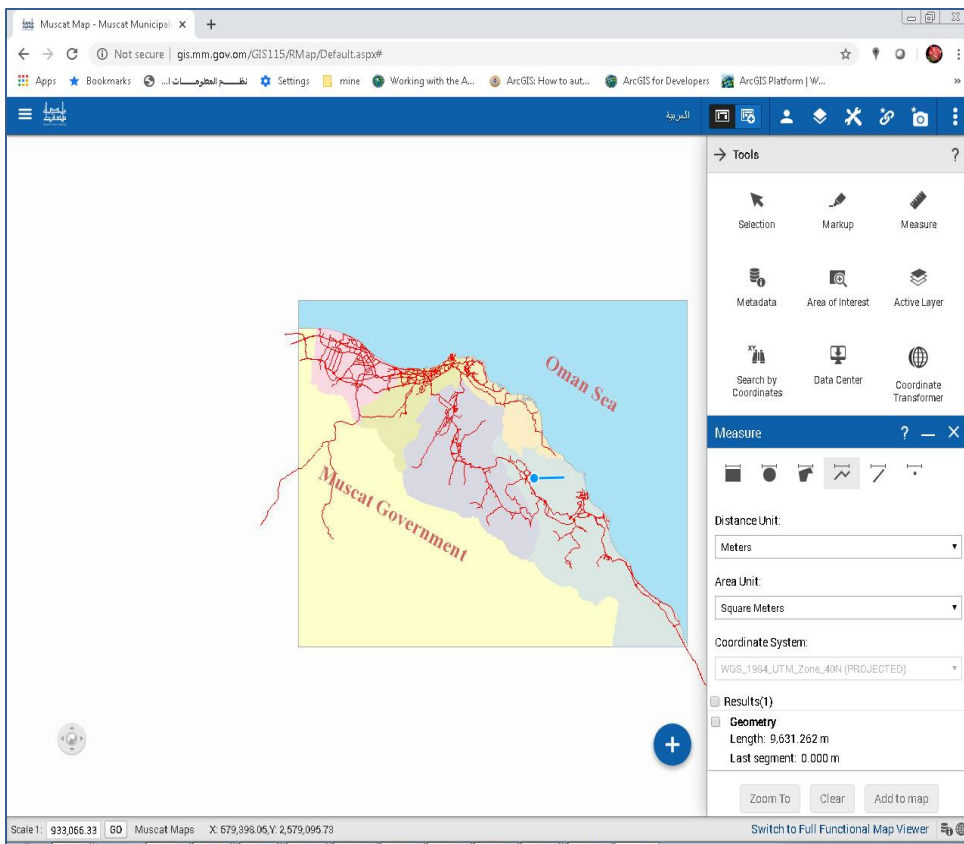 Muscat Map - Muscat Municipali
Not secure | gis.mm.gov.om/GIS115/RMap/Default.aspx#
Apps Bookmarks Settings mine Working with the A... ArcGIS: How to aut... ArcGIS for Developers ArcGIS Platform | W... »
العربية
Tools ?
Selection Markup Measure
Metadata Area of Interest Active Layer
Search by Coordinates Data Center Coordinate Transformer
Oman Sea
Muscat Government
Measure ?
Distance Unit:
Meters
Area Unit:
Square Meters
Coordinate System:
WGS_1984_UTM_Zone_40N (PROJECTED)
Results(1)
Geometry
Length: 9,631.262 m
Last segment: 0.000 m
Zoom To Clear Add to map
Scale 1: 933,066.33 GO Muscat Maps X: 679,398.05,Y: 2,579,095.73 Switch to Full Functional Map Viewer